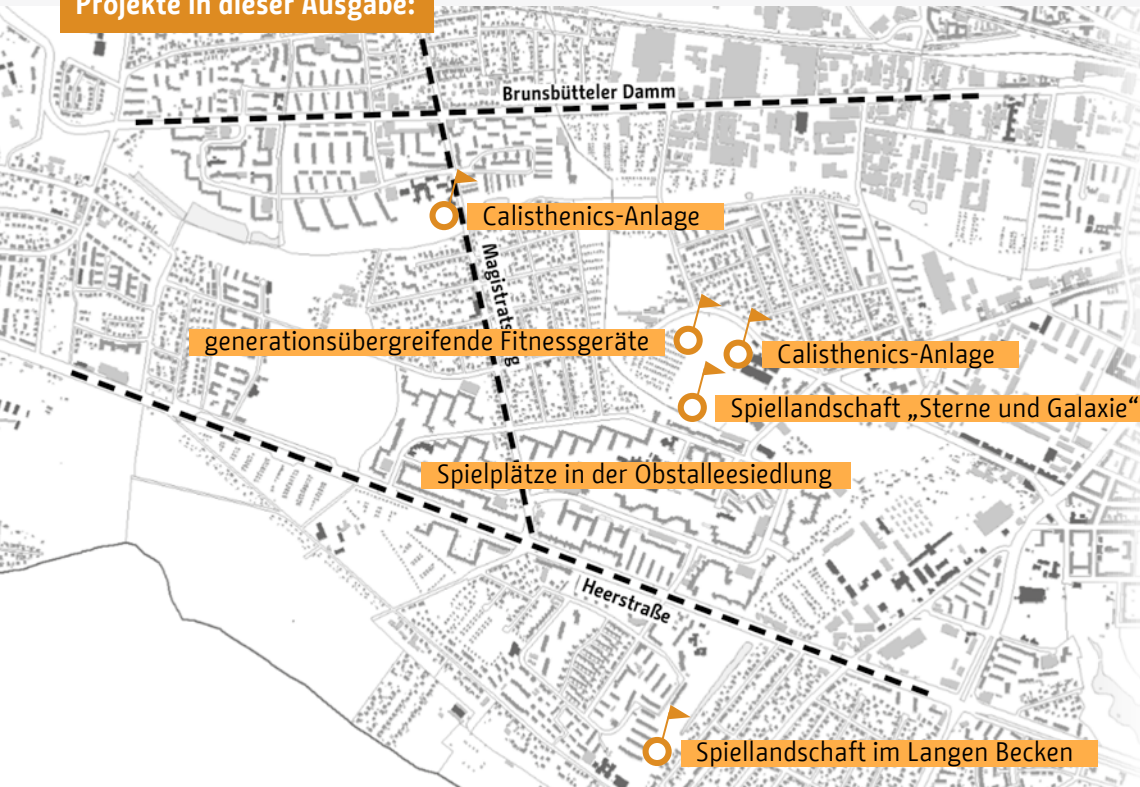 Projekte in dieser Ausgabe:
Brunsbütteler Damm
Calisthenics-Anlage
generationsübergreifende Fitnessgeräte
Calisthenics-Anlage
Spiellandschaft „Sterne und Galaxie“
Spielplätze in der Obstalleesiedlung
Heerstraße
Spiellandschaft im Langen Becken